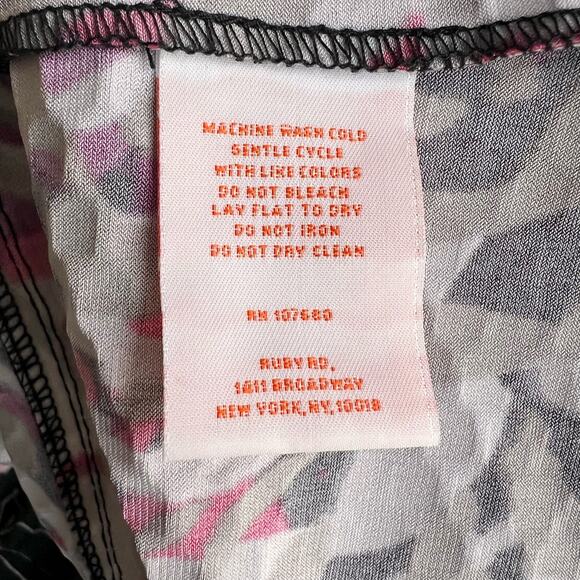 MACHINE WASH COLD
GENTLE CYCLE
WITH LIKE COLORS
DO NOT BLEACH
LAY FLAT TO DRY
DO NOT IRON
DO NOT DRY CLEAN
RN 107680
RUBY RD.
1411 BROADWAY
NEW YORK,NY,10018